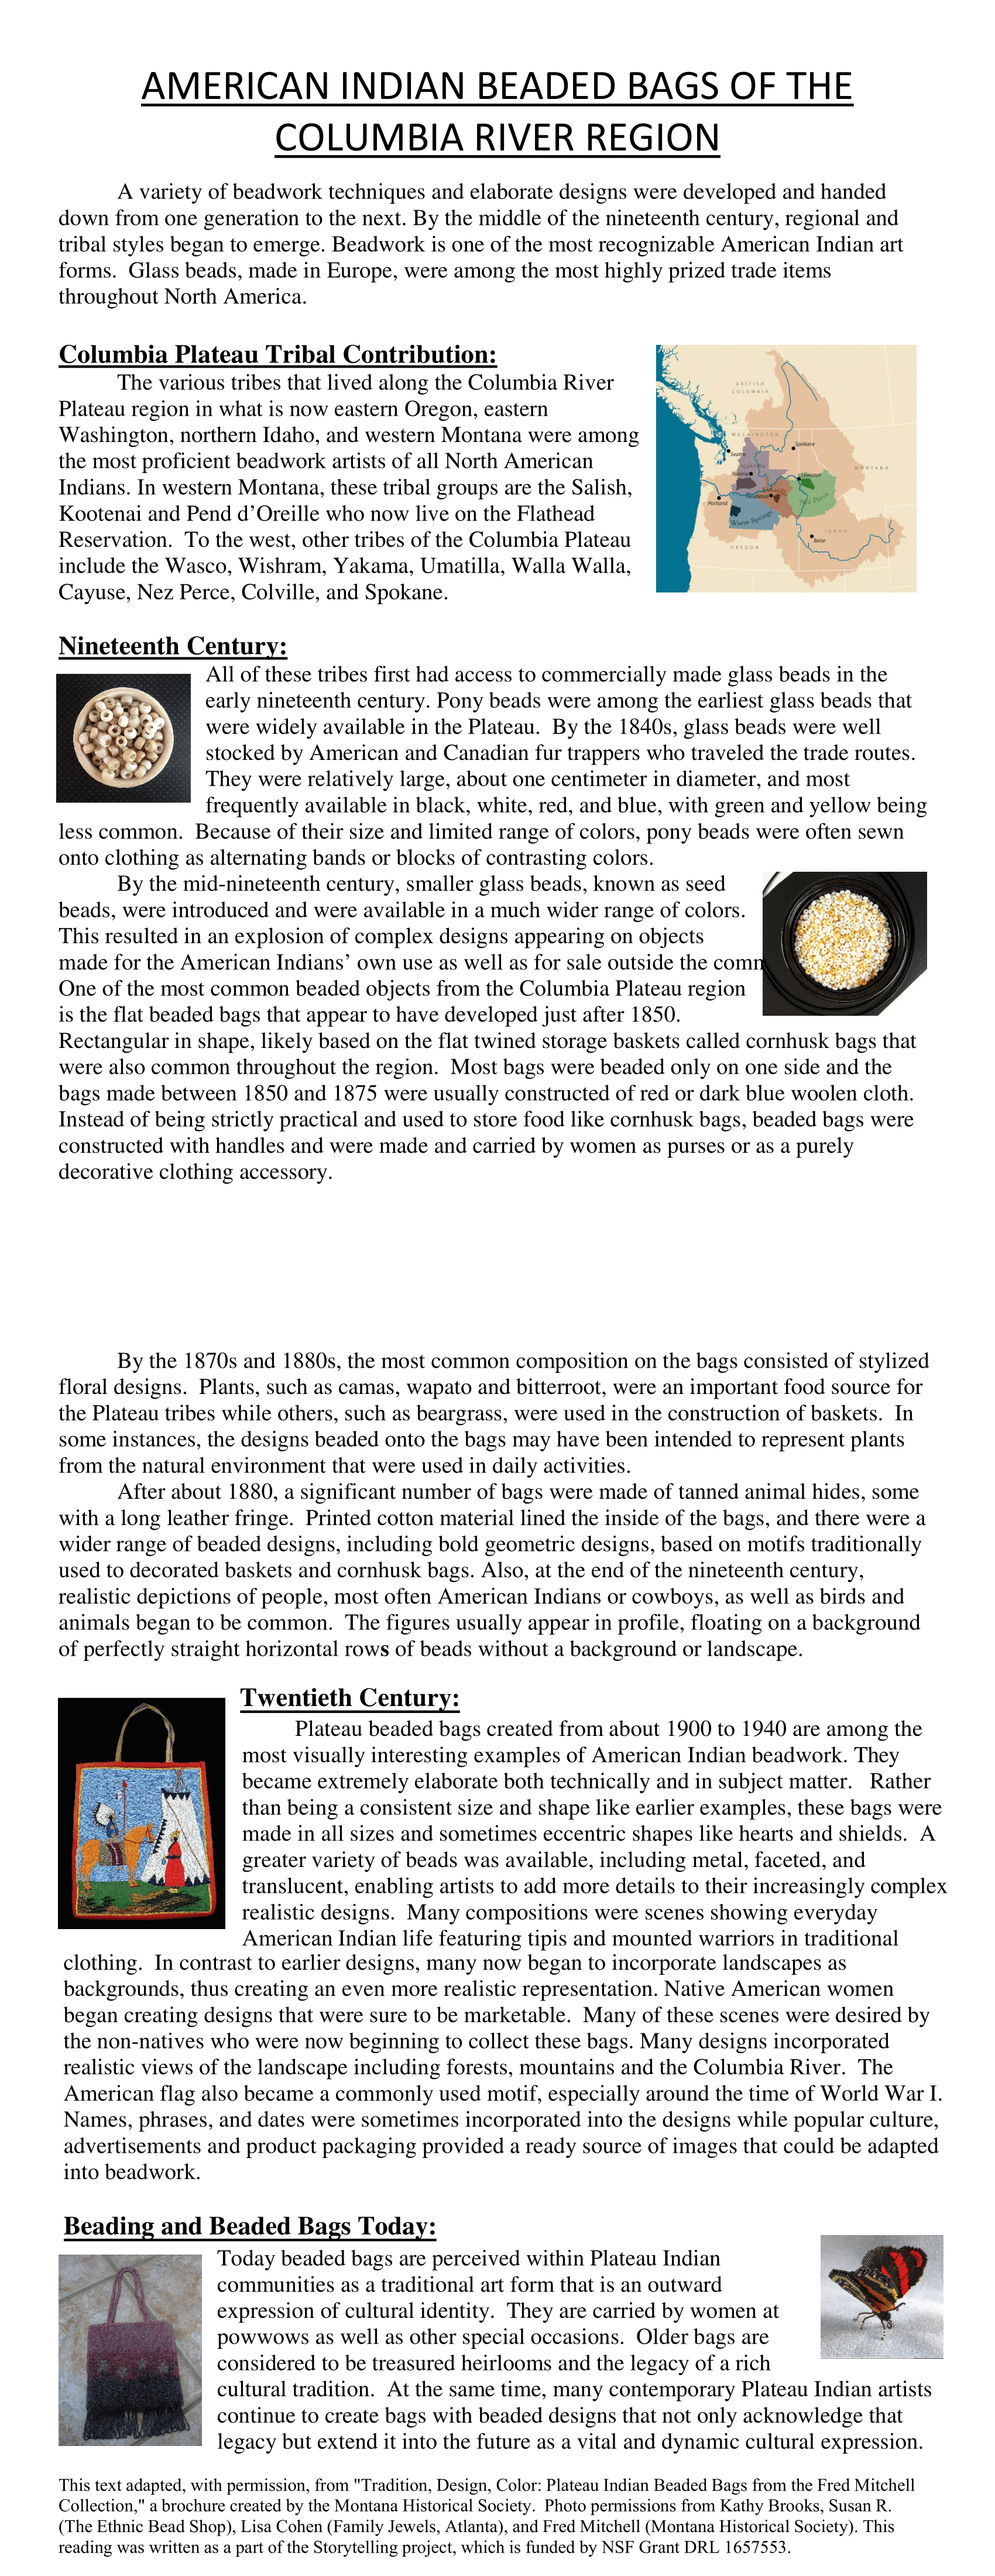 AMERICAN INDIAN BEADED BAGS OF THE
COLUMBIA RIVER REGION
A variety of beadwork techniques and elaborate designs were developed and handed
down from one generation to the next. By the middle of the nineteenth century, regional and
tribal styles began to emerge. Beadwork is one of the most recognizable American Indian art
forms. Glass beads, made in Europe, were among the most highly prized trade items
throughout North America.
Columbia Plateau Tribal Contribution:
The various tribes that lived along the Columbia River
Plateau region in what is now eastern Oregon, eastern
Washington, northern Idaho, and western Montana were among
the most proficient beadwork artists of all North American
Indians. In western Montana, these tribal groups are the Salish,
Kootenai and Pend d’Oreille who now live on the Flathead
Reservation. To the west, other tribes of the Columbia Plateau
include the Wasco, Wishram, Yakama, Umatilla, Walla Walla,
Cayuse, Nez Perce, Colville, and Spokane.
BRITISH
COLUMBIA
WASHINGTON
Spokane
Seattle
MONTANA
Yakama
Lewiston
Pendleton
Nez Perce
Portland
Warm Springs
IDAHO
Boise
OREGON
Nineteenth Century:
All of these tribes first had access to commercially made glass beads in the
early nineteenth century. Pony beads were among the earliest glass beads that
were widely available in the Plateau. By the 1840s, glass beads were well
stocked by American and Canadian fur trappers who traveled the trade routes.
They were relatively large, about one centimeter in diameter, and most
frequently available in black, white, red, and blue, with green and yellow being
less common. Because of their size and limited range of colors, pony beads were often sewn
onto clothing as alternating bands or blocks of contrasting colors.
By the mid-nineteenth century, smaller glass beads, known as seed
beads, were introduced and were available in a much wider range of colors.
This resulted in an explosion of complex designs appearing on objects
made for the American Indians’ own use as well as for sale outside the comm
One of the most common beaded objects from the Columbia Plateau region
is the flat beaded bags that appear to have developed just after 1850.
Rectangular in shape, likely based on the flat twined storage baskets called cornhusk bags that
were also common throughout the region. Most bags were beaded only on one side and the
bags made between 1850 and 1875 were usually constructed of red or dark blue woolen cloth.
Instead of being strictly practical and used to store food like cornhusk bags, beaded bags were
constructed with handles and were made and carried by women as purses or as a purely
decorative clothing accessory.
By the 1870s and 1880s, the most common composition on the bags consisted of stylized
floral designs. Plants, such as camas, wapato and bitterroot, were an important food source for
the Plateau tribes while others, such as beargrass, were used in the construction of baskets. In
some instances, the designs beaded onto the bags may have been intended to represent plants
from the natural environment that were used in daily activities.
After about 1880, a significant number of bags were made of tanned animal hides, some
with a long leather fringe. Printed cotton material lined the inside of the bags, and there were a
wider range of beaded designs, including bold geometric designs, based on motifs traditionally
used to decorated baskets and cornhusk bags. Also, at the end of the nineteenth century,
realistic depictions of people, most often American Indians or cowboys, as well as birds and
animals began to be common. The figures usually appear in profile, floating on a background
of perfectly straight horizontal rows of beads without a background or landscape.
Twentieth Century:
Plateau beaded bags created from about 1900 to 1940 are among the
most visually interesting examples of American Indian beadwork. They
became extremely elaborate both technically and in subject matter. Rather
than being a consistent size and shape like earlier examples, these bags were
made in all sizes and sometimes eccentric shapes like hearts and shields. A
greater variety of beads was available, including metal, faceted, and
translucent, enabling artists to add more details to their increasingly complex
realistic designs. Many compositions were scenes showing everyday
American Indian life featuring tipis and mounted warriors in traditional
clothing. In contrast to earlier designs, many now began to incorporate landscapes as
backgrounds, thus creating an even more realistic representation. Native American women
began creating designs that were sure to be marketable. Many of these scenes were desired by
the non-natives who were now beginning to collect these bags. Many designs incorporated
realistic views of the landscape including forests, mountains and the Columbia River. The
American flag also became a commonly used motif, especially around the time of World War I.
Names, phrases, and dates were sometimes incorporated into the designs while popular culture,
advertisements and product packaging provided a ready source of images that could be adapted
into beadwork.
Beading and Beaded Bags Today:
Today beaded bags are perceived within Plateau Indian
communities as a traditional art form that is an outward
expression of cultural identity. They are carried by women at
powwows as well as other special occasions. Older bags are
considered to be treasured heirlooms and the legacy of a rich
cultural tradition. At the same time, many contemporary Plateau Indian artists
continue to create bags with beaded designs that not only acknowledge that
legacy but extend it into the future as a vital and dynamic cultural expression.
This text adapted, with permission, from "Tradition, Design, Color: Plateau Indian Beaded Bags from the Fred Mitchell
Collection," a brochure created by the Montana Historical Society. Photo permissions from Kathy Brooks, Susan R.
(The Ethnic Bead Shop), Lisa Cohen (Family Jewels, Atlanta), and Fred Mitchell (Montana Historical Society). This
reading was written as a part of the Storytelling project, which is funded by NSF Grant DRL 1657553.